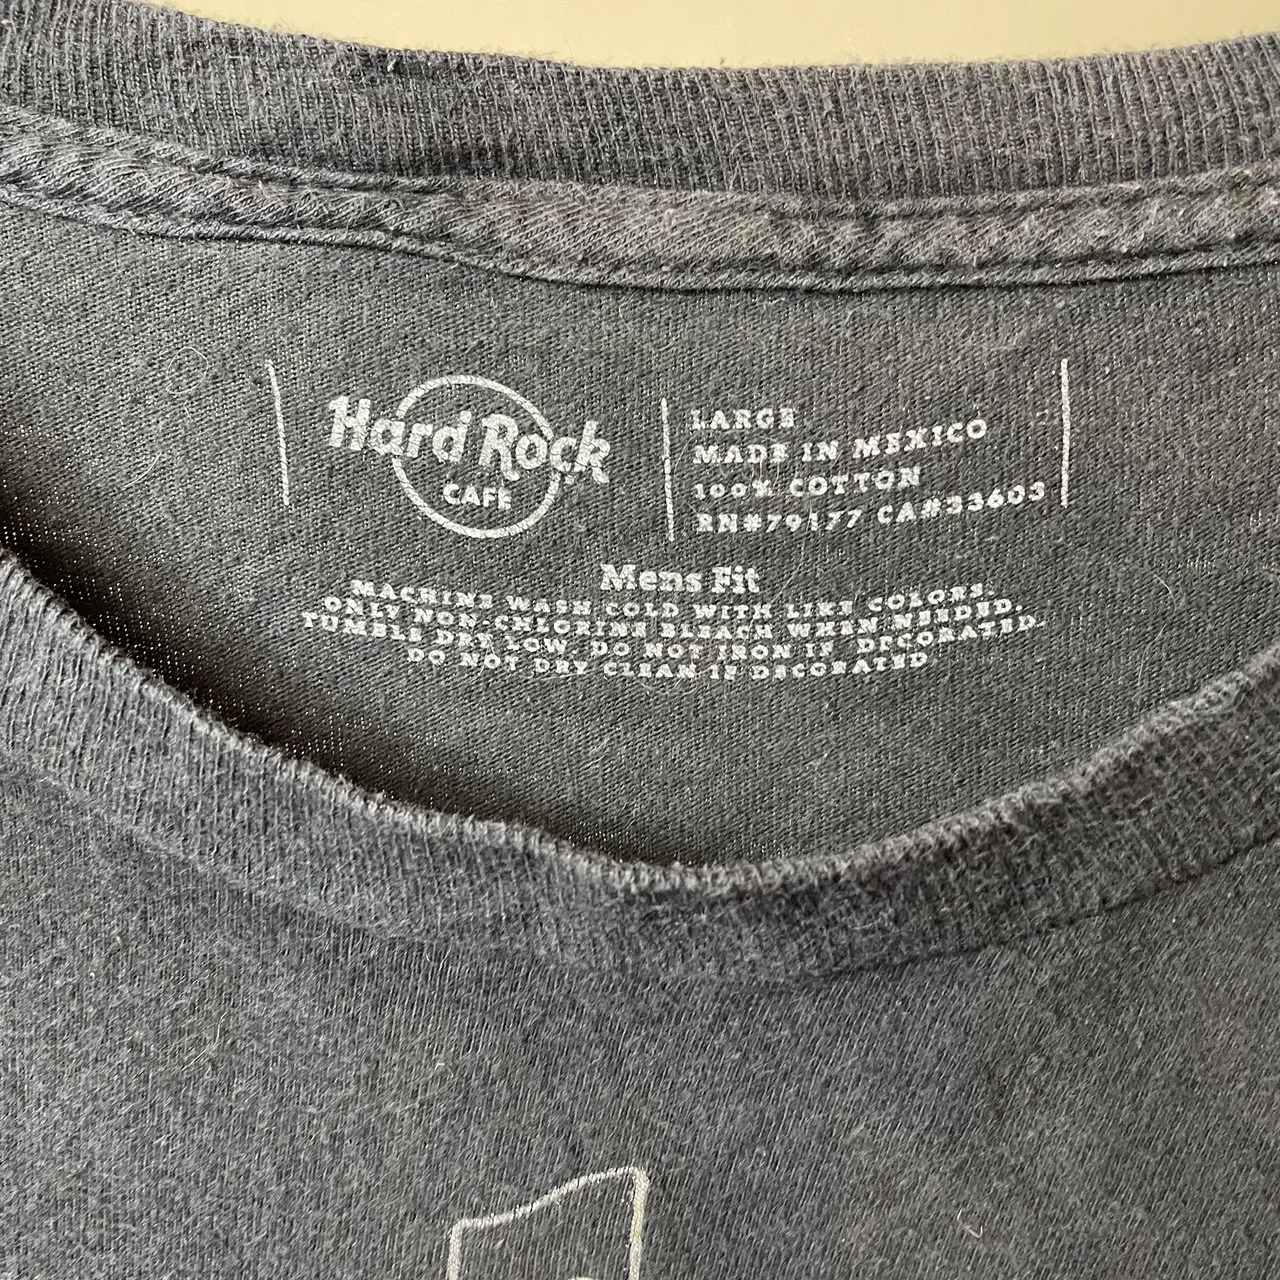 Hard Rock
CAFE
LARGE
MADE IN MEXICO
100% COTTON
RN#79177 CA#33603
Mens Fit
MACHINE WASH COLD WITH LIKE COLORS.
ONLY NON-CHLORINE BLEACH WHEN NEEDED.
TUMBLE DRY LOW. DO NOT IRON IF DECORATED.
DO NOT DRY CLEAN IF DECORATED.